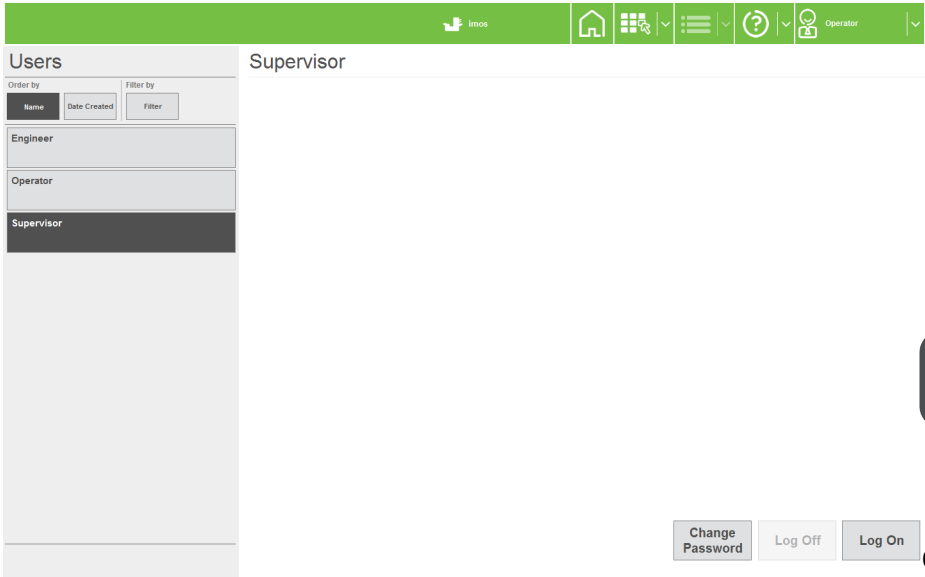 imos
Operator
Users
Supervisor
Order by
Filter by
Name
Date Created
Filter
Engineer
Operator
Supervisor
Change
Password
Log Off
Log On